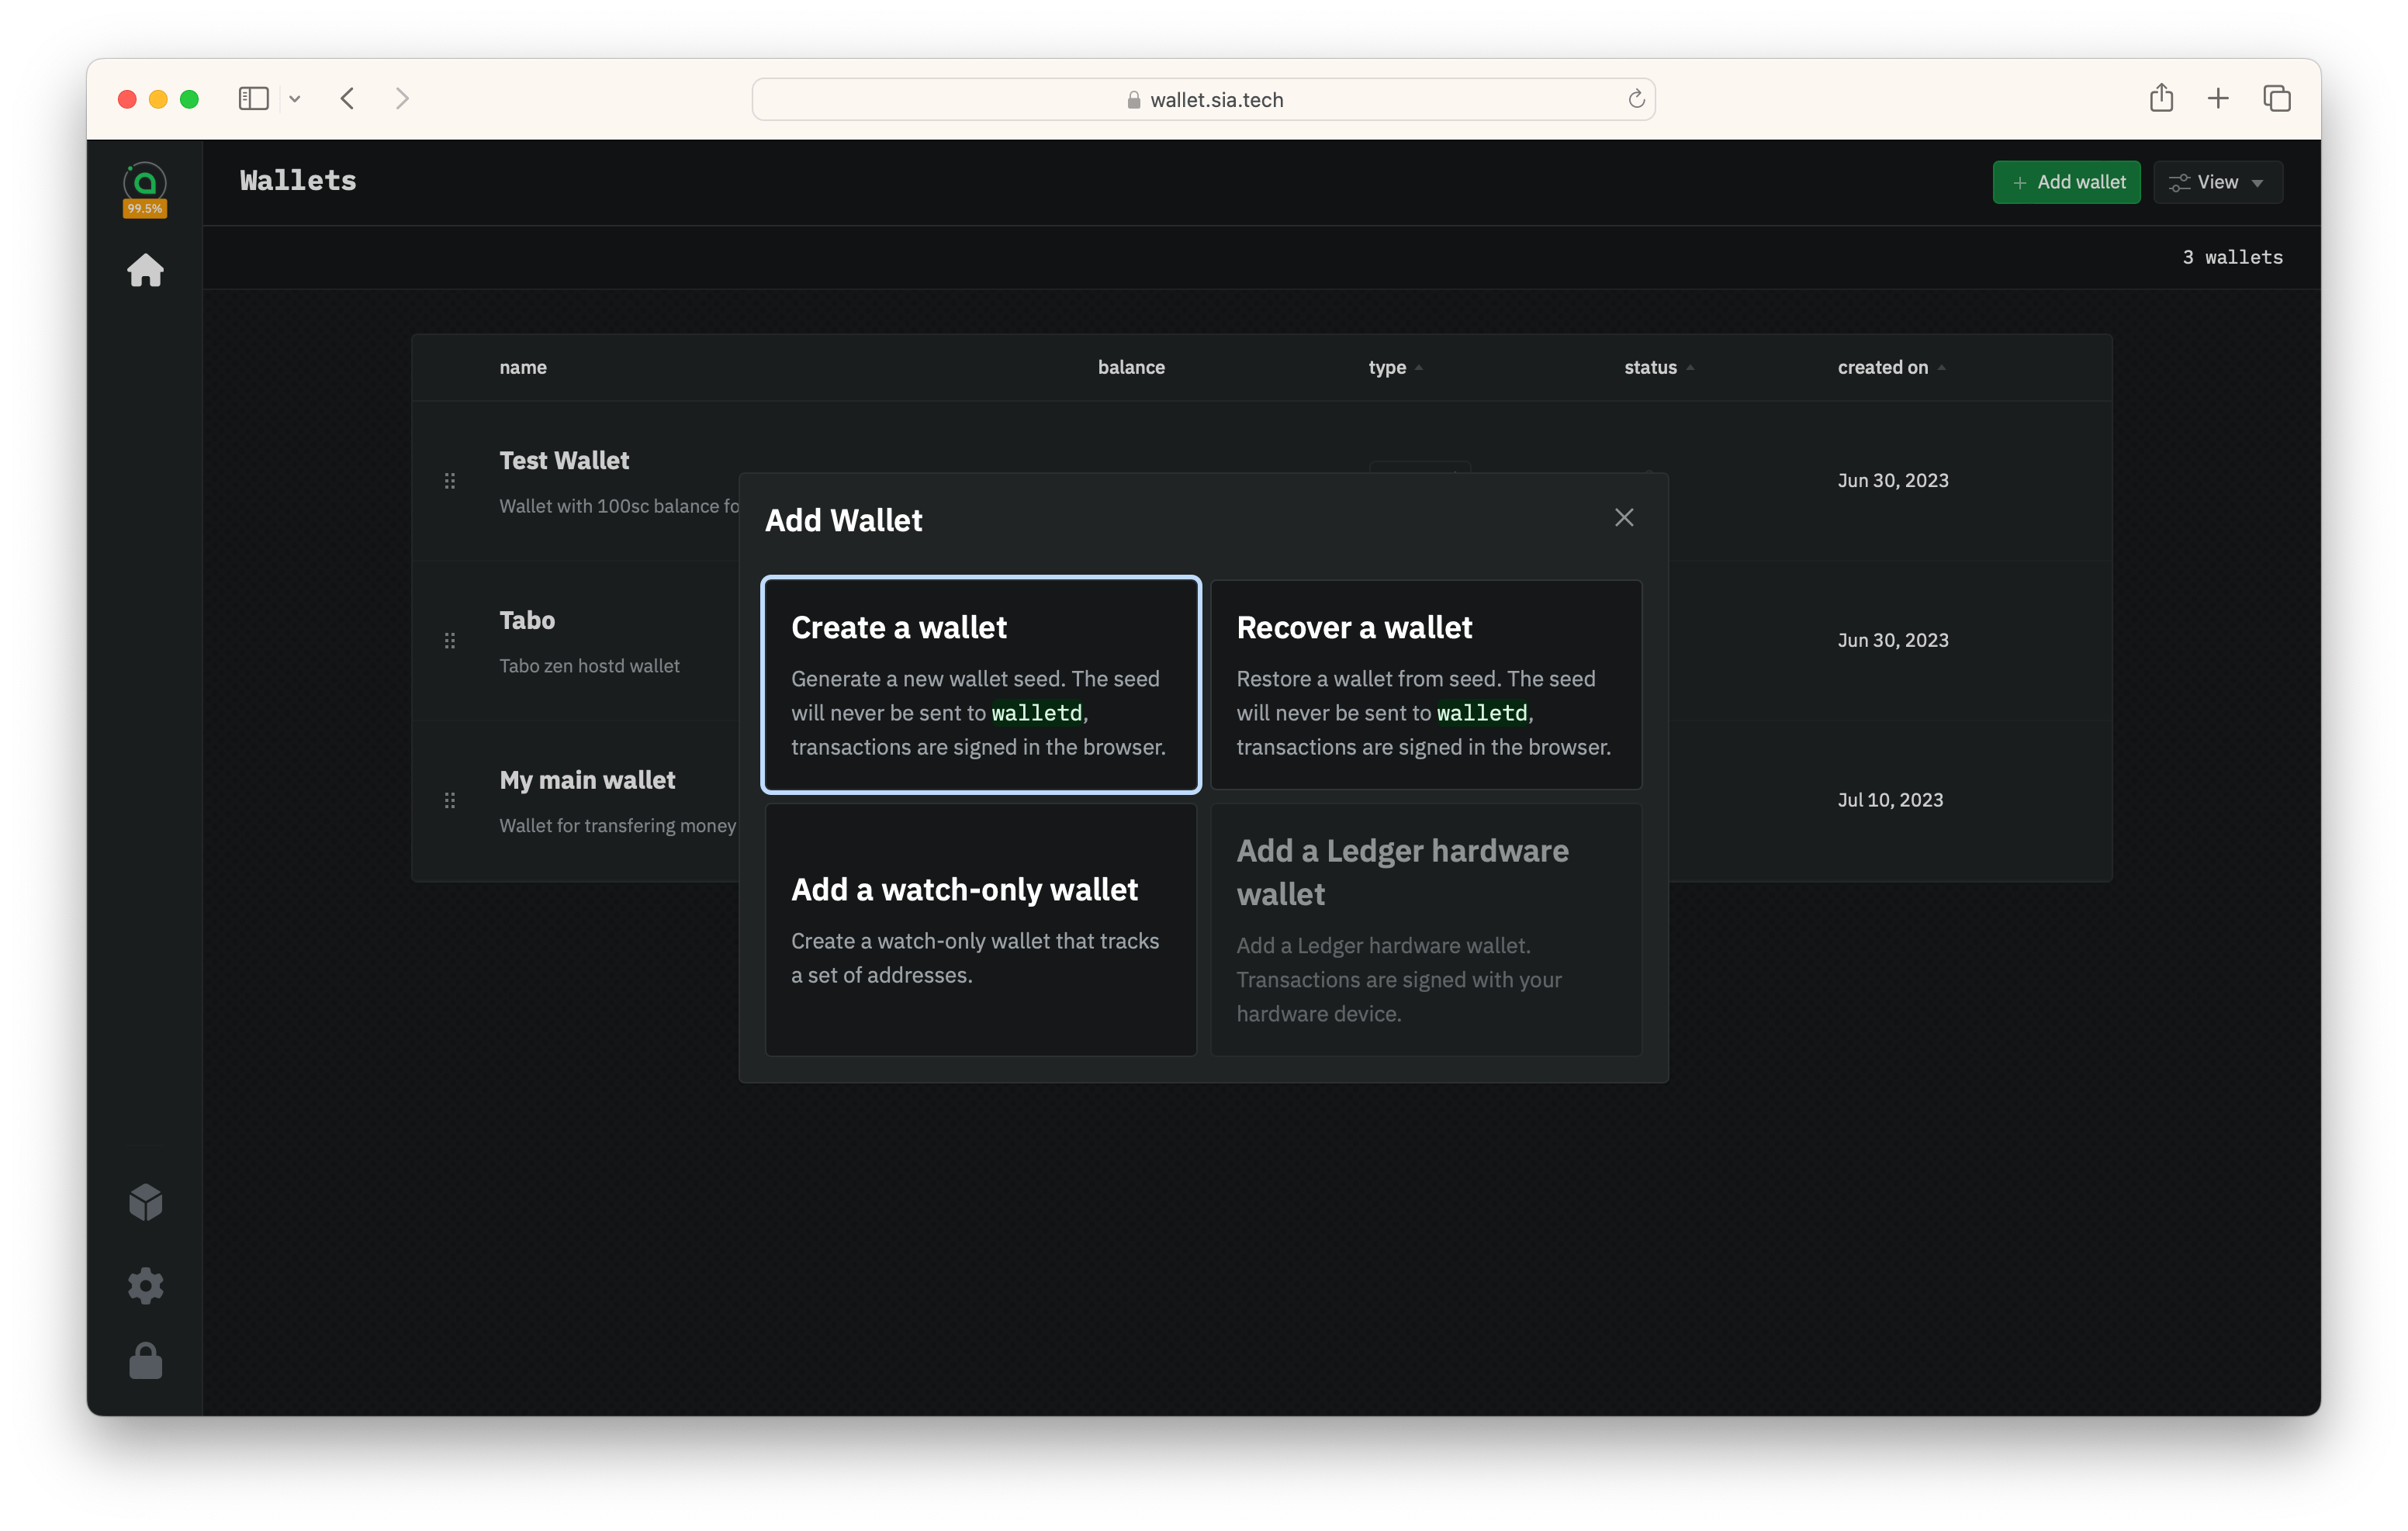 wallet.sia.tech
99.5%
Wallets
Add wallet
View
3 wallets
name balance type status created on
Test Wallet
Wallet with 100sc balance fo
Jun 30, 2023
Tabo
Tabo zen hostd wallet
Jun 30, 2023
My main wallet
Wallet for transfering money
Jul 10, 2023
Add Wallet
Create a wallet
Generate a new wallet seed. The seed
will never be sent to walletd,
transactions are signed in the browser.
Recover a wallet
Restore a wallet from seed. The seed
will never be sent to walletd,
transactions are signed in the browser.
Add a watch-only wallet
Create a watch-only wallet that tracks
a set of addresses.
Add a Ledger hardware
wallet
Add a Ledger hardware wallet.
Transactions are signed with your
hardware device.